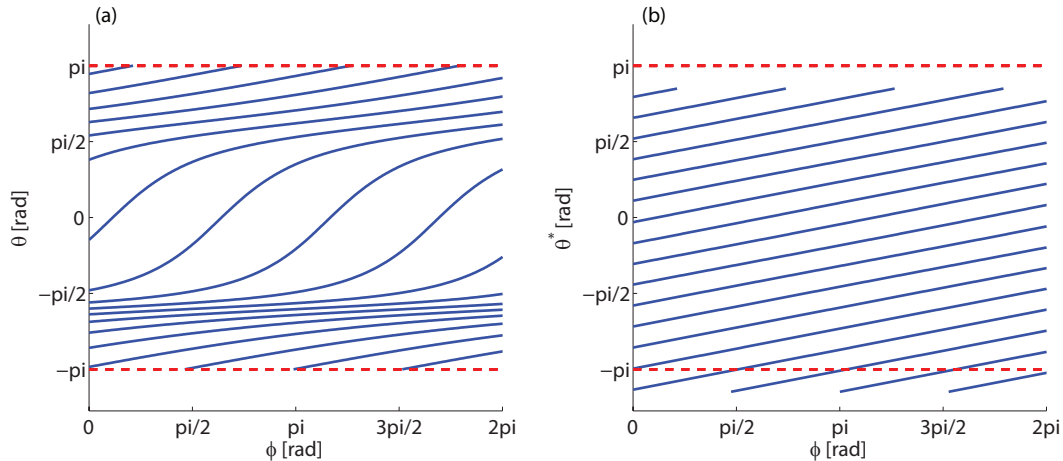 (a)
θ [rad]
pi
pi/2
0
−pi/2
−pi
0 pi/2 pi 3pi/2 2pi
ϕ [rad]
(b)
θ* [rad]
pi
pi/2
0
−pi/2
−pi
0 pi/2 pi 3pi/2 2pi
ϕ [rad]